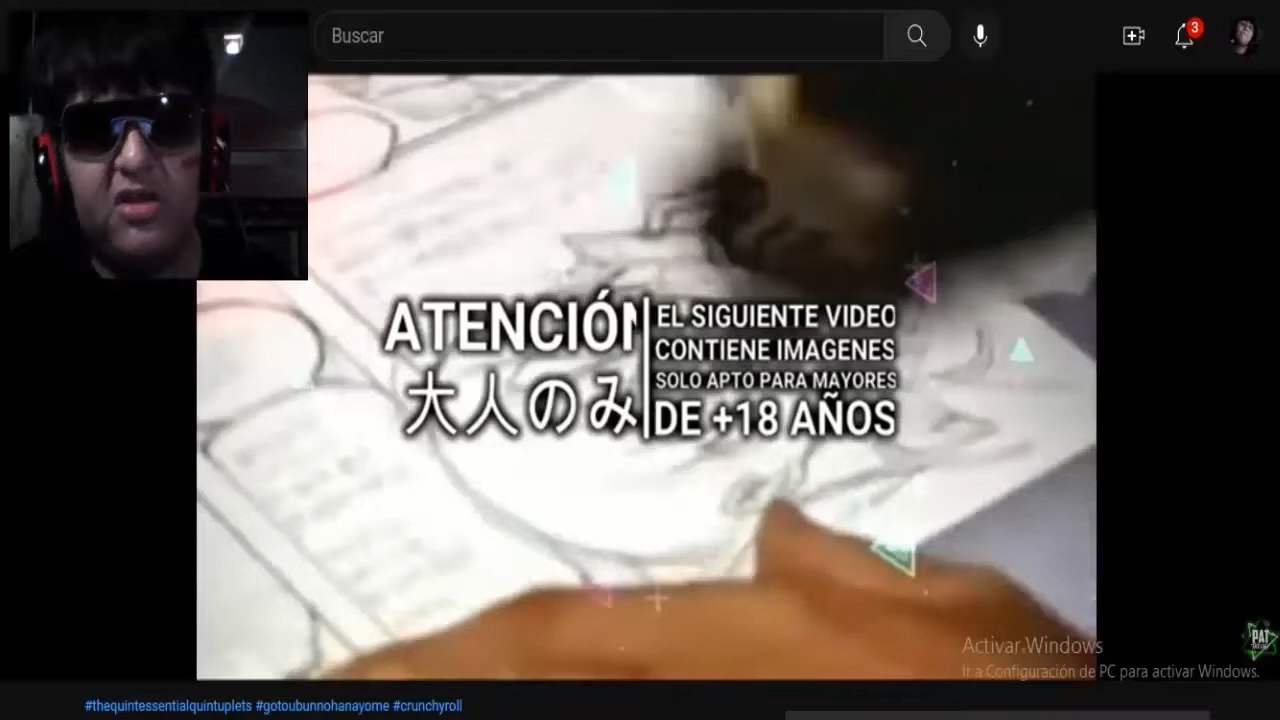 Buscar
3
ATENCIÓN
大人のみ
EL SIGUIENTE VIDEO
CONTIENE IMAGENES
SOLO APTO PARA MAYORES
DE +18 AÑOS
Activar Windows
Ir a Configuración de PC para activar Windows.
PAT
#thequintessentialquintuplets #gotoubunnohanayome #crunchyroll